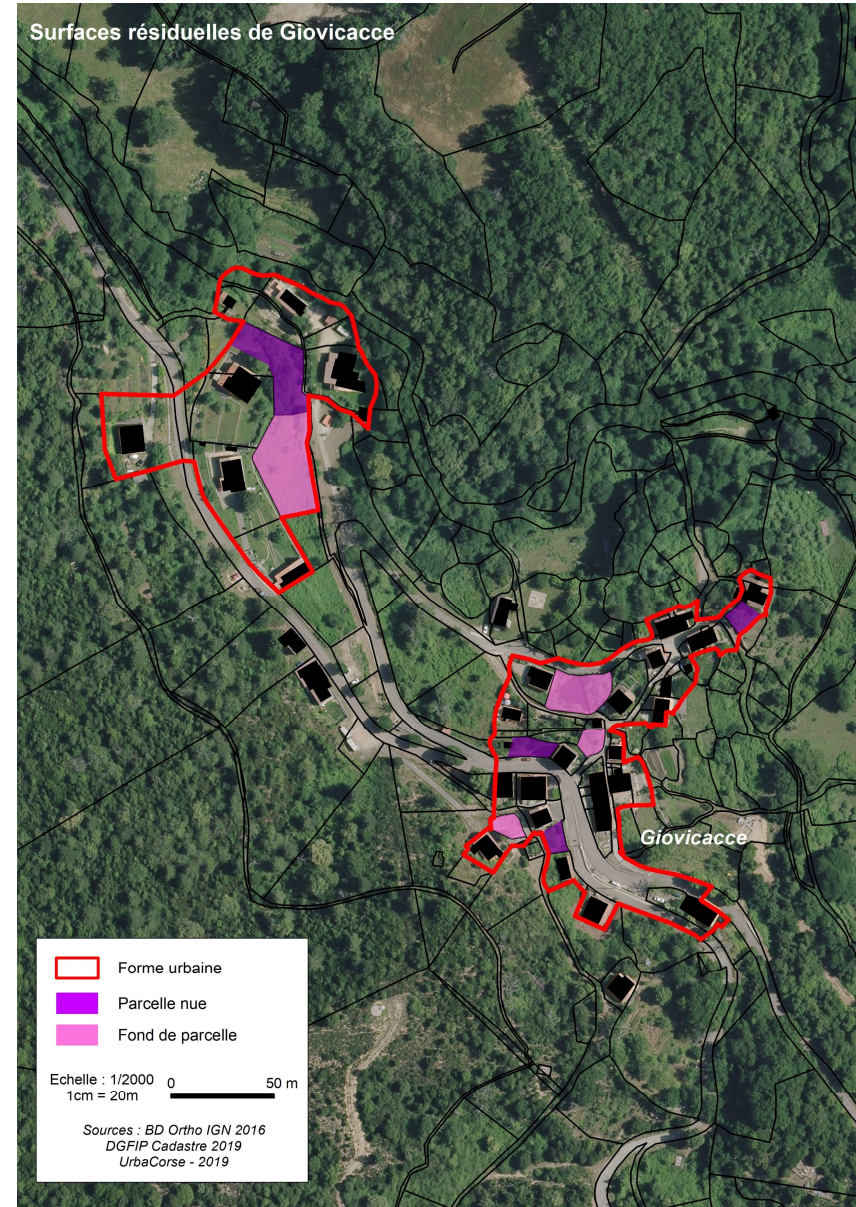 Surfaces résiduelles de Giovicacce
Giovicacce
Forme urbaine
Parcelle nue
Fond de parcelle
Echelle : 1/2000 0 50 m
1cm = 20m
Sources : BD Ortho IGN 2016
DGFIP Cadastre 2019
UrbaCorse - 2019